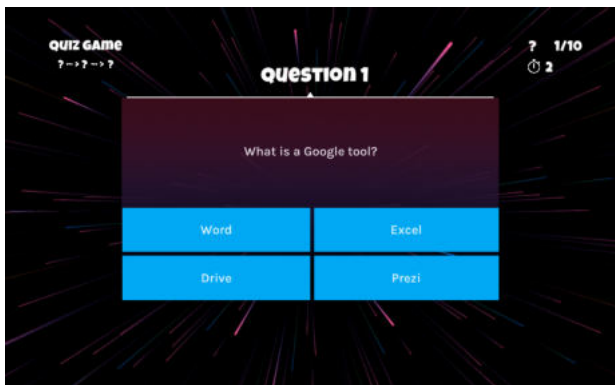 QUIZ GAME
? --> ? --> ?
QUESTION 1
? 1/10
2
What is a Google tool?
Word
Excel
Drive
Prezi